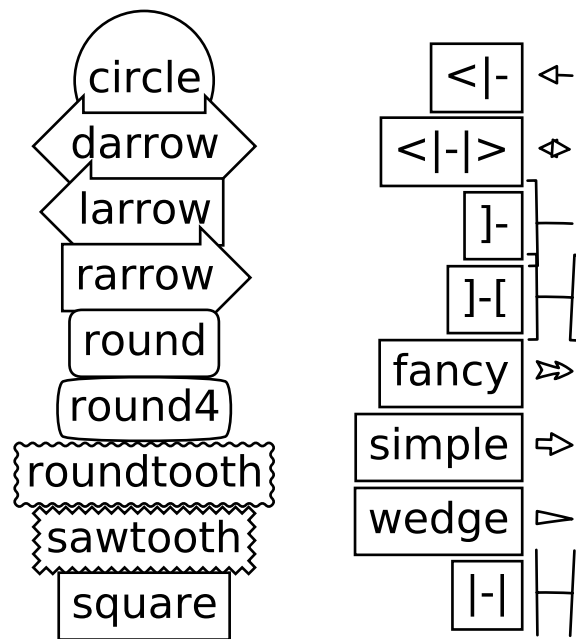 circle
darrow
larrow
rarrow
round
round4
roundtooth
sawtooth
square
<|-
<|-|>
]-
]-[
fancy
simple
wedge
|-|